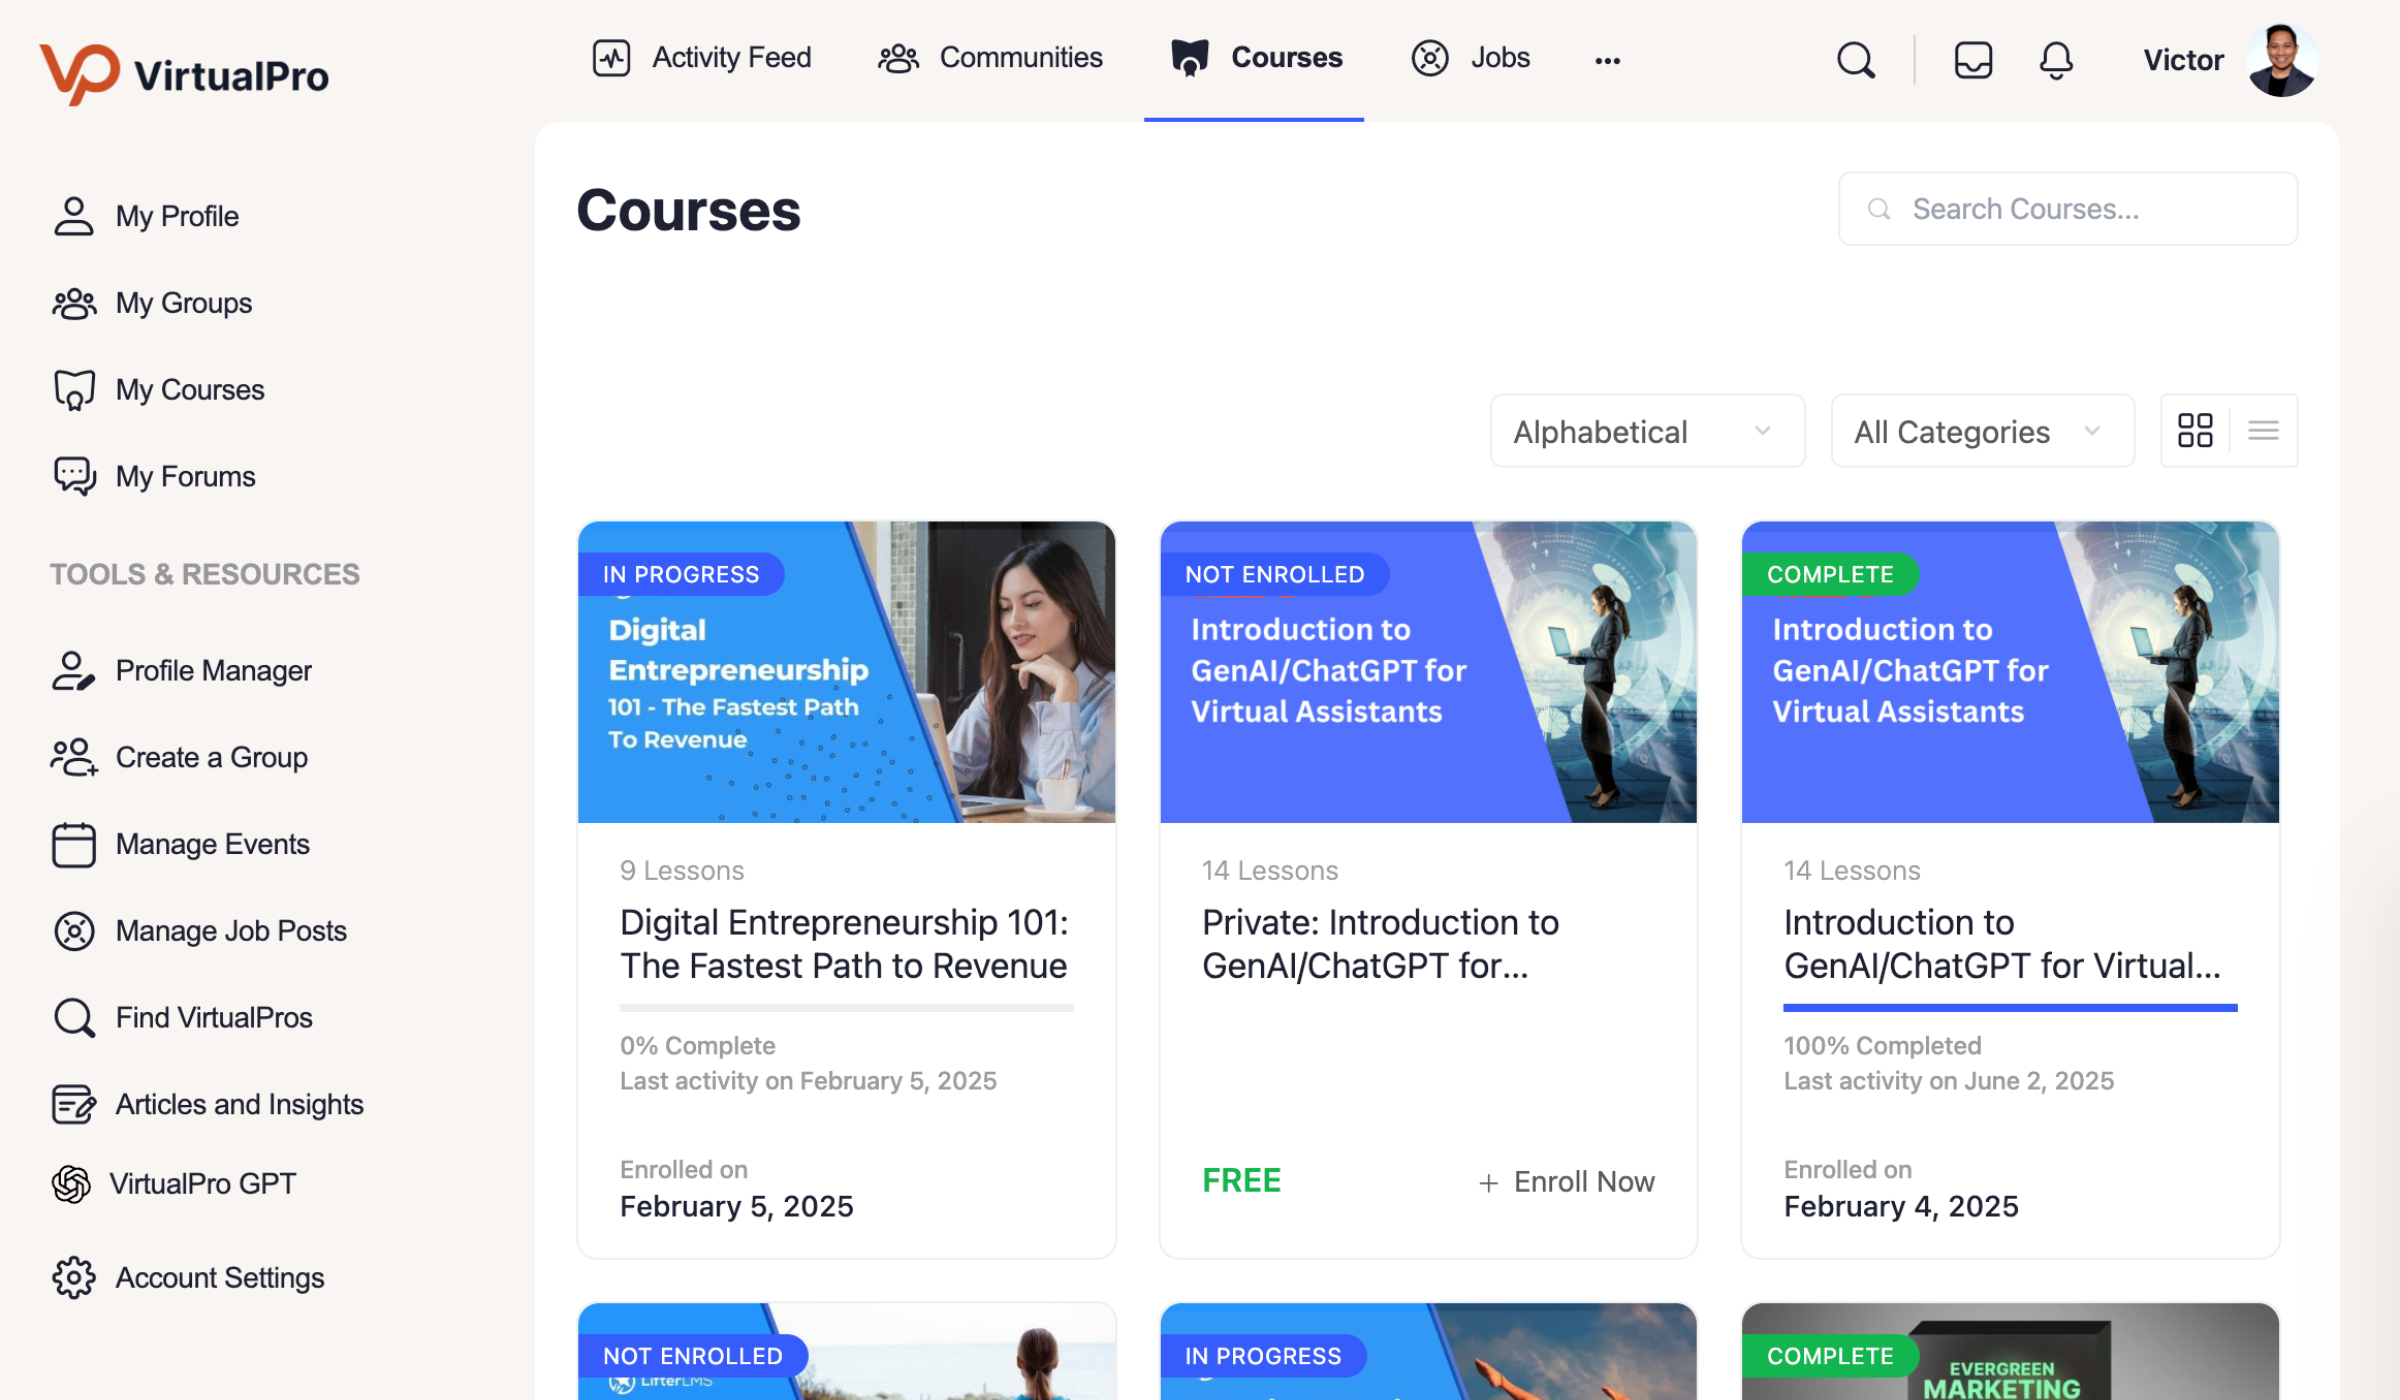 VirtualPro
Activity Feed
Communities
Courses
Jobs
Victor
My Profile
My Groups
My Courses
My Forums
TOOLS & RESOURCES
Profile Manager
Create a Group
Manage Events
Manage Job Posts
Find VirtualPros
Articles and Insights
VirtualPro GPT
Account Settings
Courses
Search Courses...
Alphabetical
All Categories
IN PROGRESS
Digital
Entrepreneurship
101 - The Fastest Path
To Revenue
9 Lessons
Digital Entrepreneurship 101:
The Fastest Path to Revenue
0% Complete
Last activity on February 5, 2025
Enrolled on
February 5, 2025
NOT ENROLLED
Introduction to
GenAI/ChatGPT for
Virtual Assistants
14 Lessons
Private: Introduction to
GenAI/ChatGPT for...
FREE
+ Enroll Now
COMPLETE
Introduction to
GenAI/ChatGPT for
Virtual Assistants
14 Lessons
Introduction to
GenAI/ChatGPT for Virtual...
100% Completed
Last activity on June 2, 2025
Enrolled on
February 4, 2025
NOT ENROLLED
LifterLMS
IN PROGRESS
COMPLETE
EVERGREEN
MARKETING